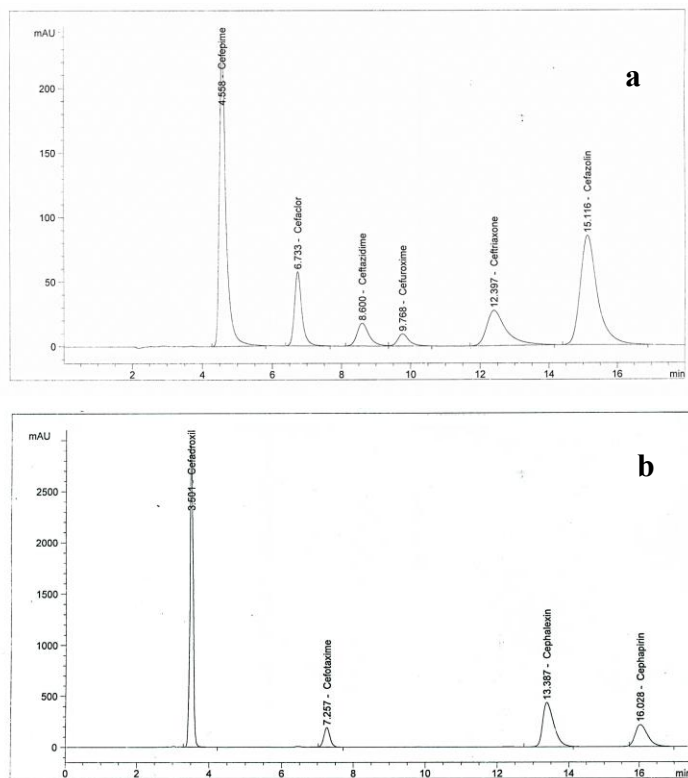 mAU
a
200
150
100
50
0
4.558 - Cefepime
6.733 - Cefaclor
8.600 - Ceftazidime
9.768 - Cefuroxime
12.397 - Ceftriaxone
15.116 - Cefazolin
2 4 6 8 10 12 14 16 min
mAU
b
2500
2000
1500
1000
500
0
3.501 - Cefadroxil
7.257 - Cefotaxime
13.387 - Cephalexin
16.028 - Cephapirin
0 2 4 6 8 10 12 14 16 min